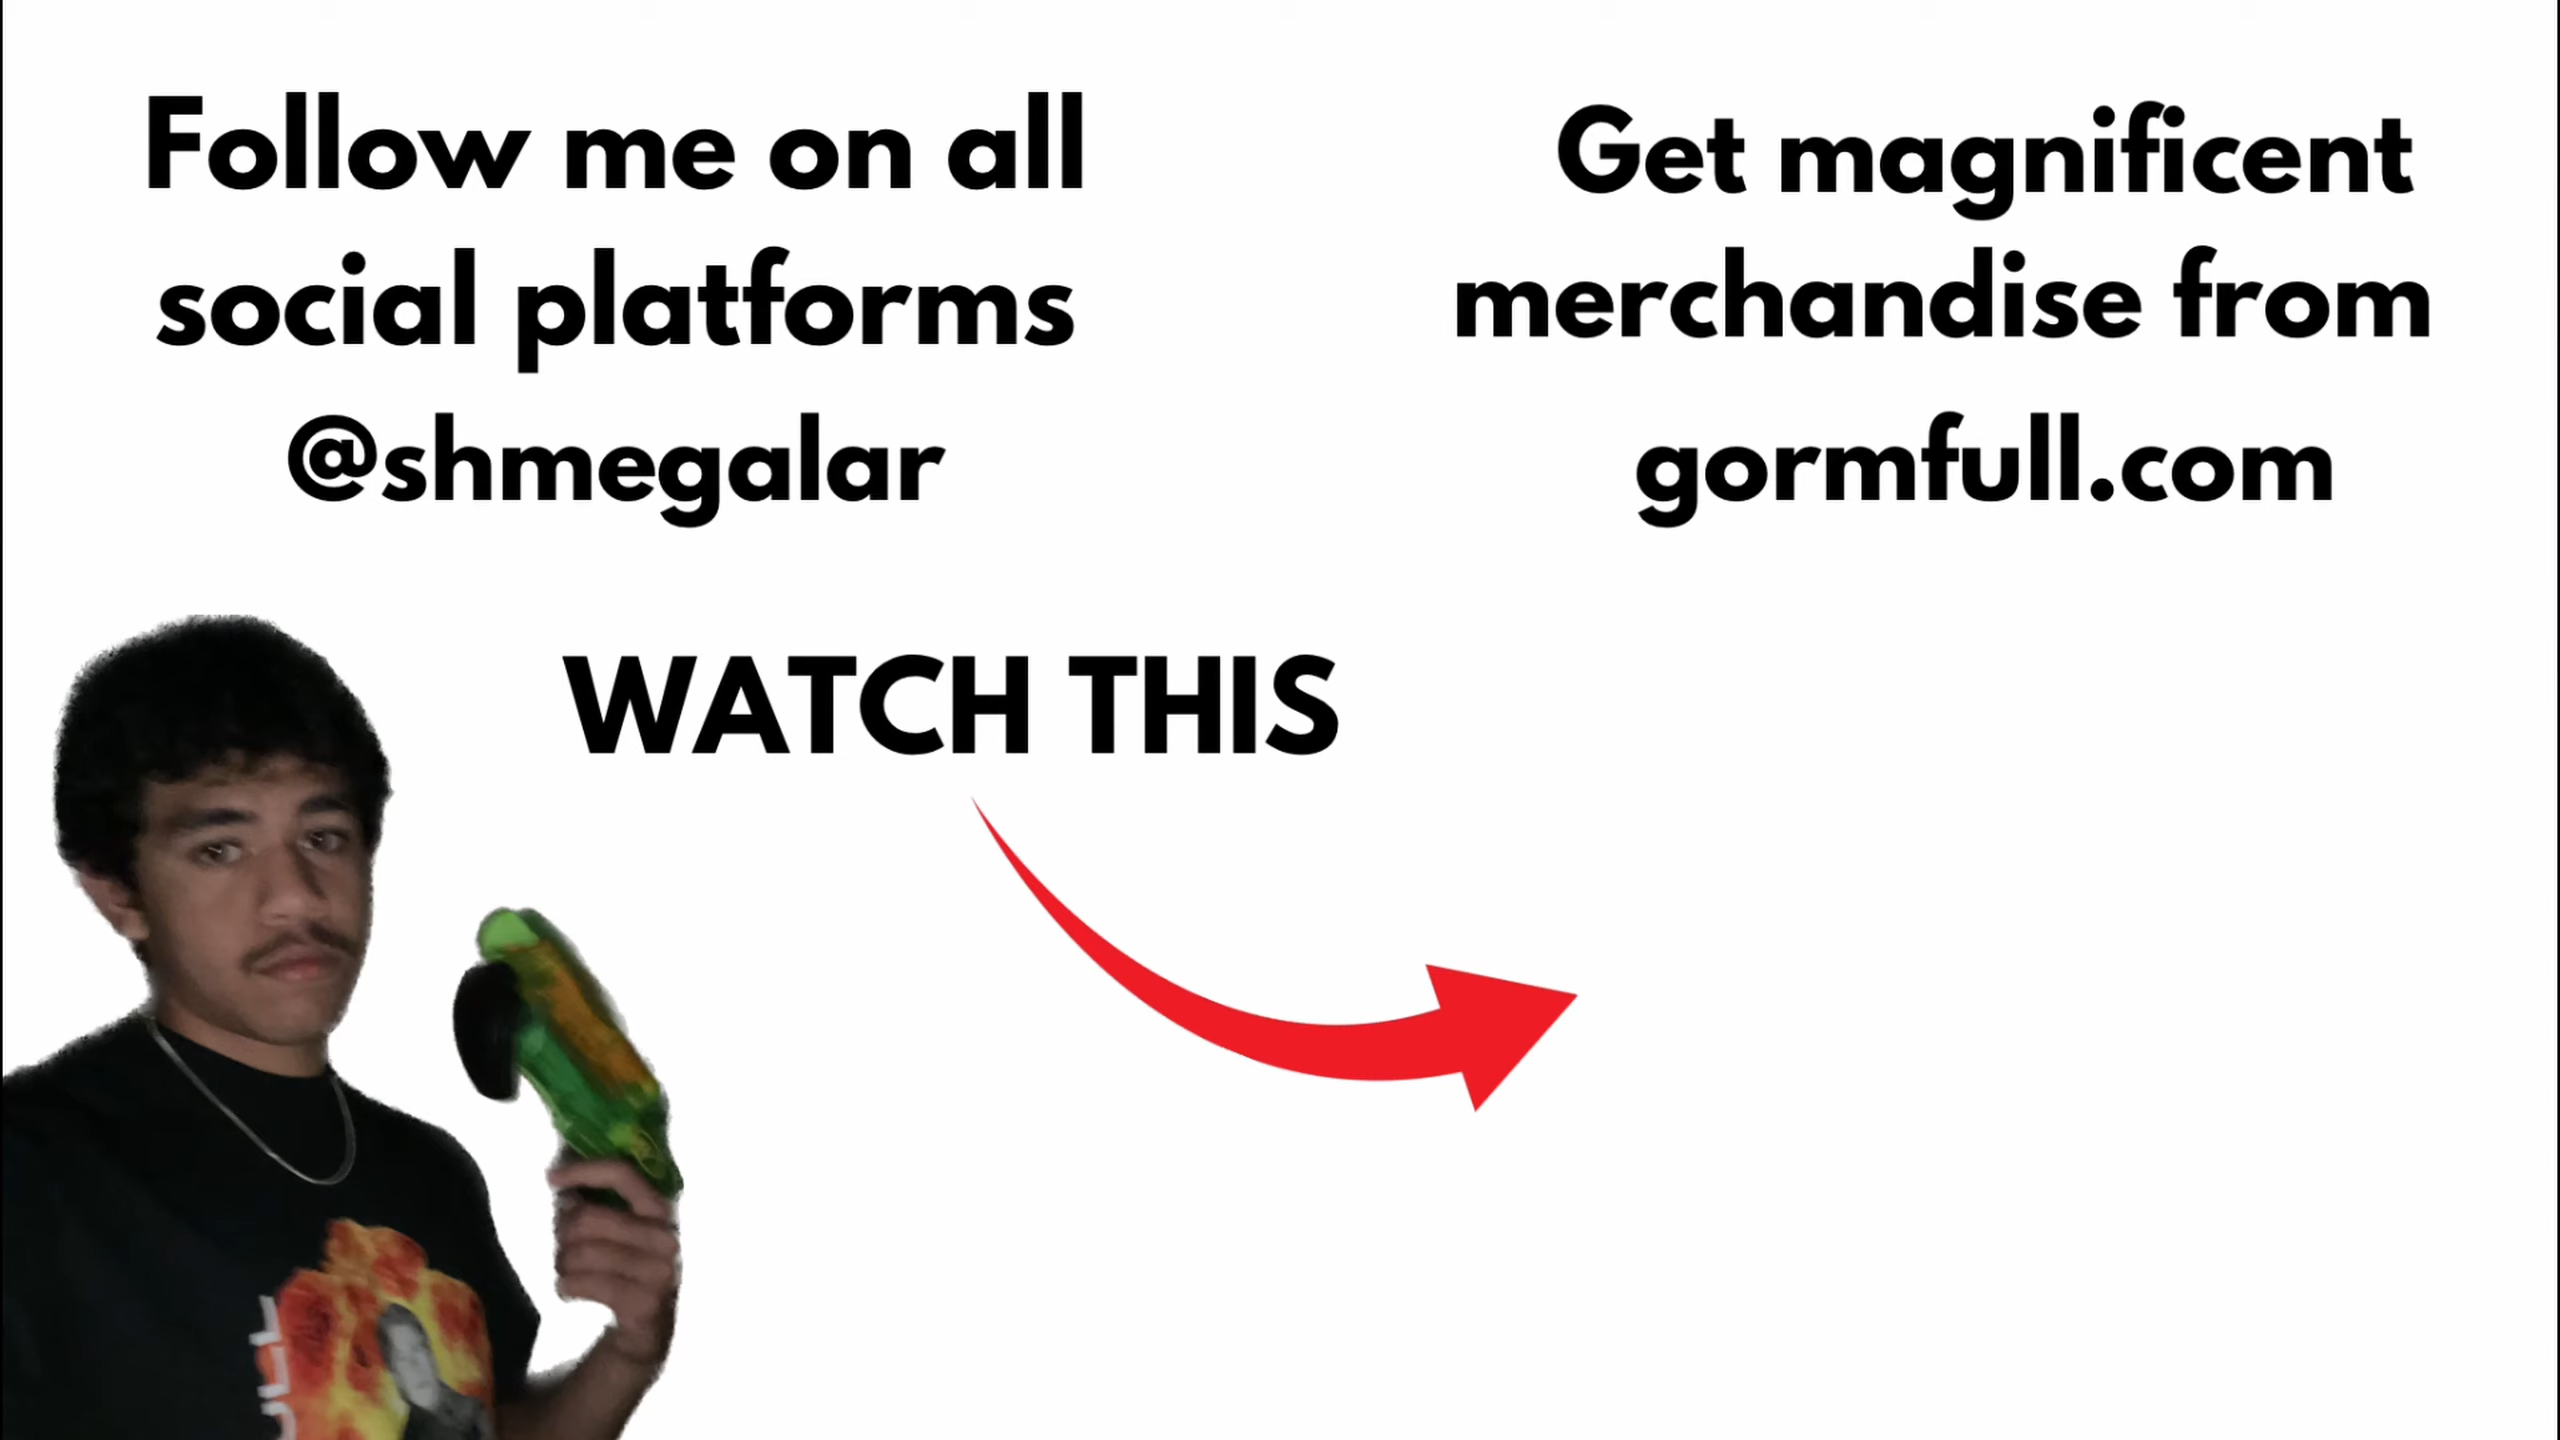 Follow me on all
social platforms
@shmegalar
Get magnificent
merchandise from
gormfull.com
WATCH THIS